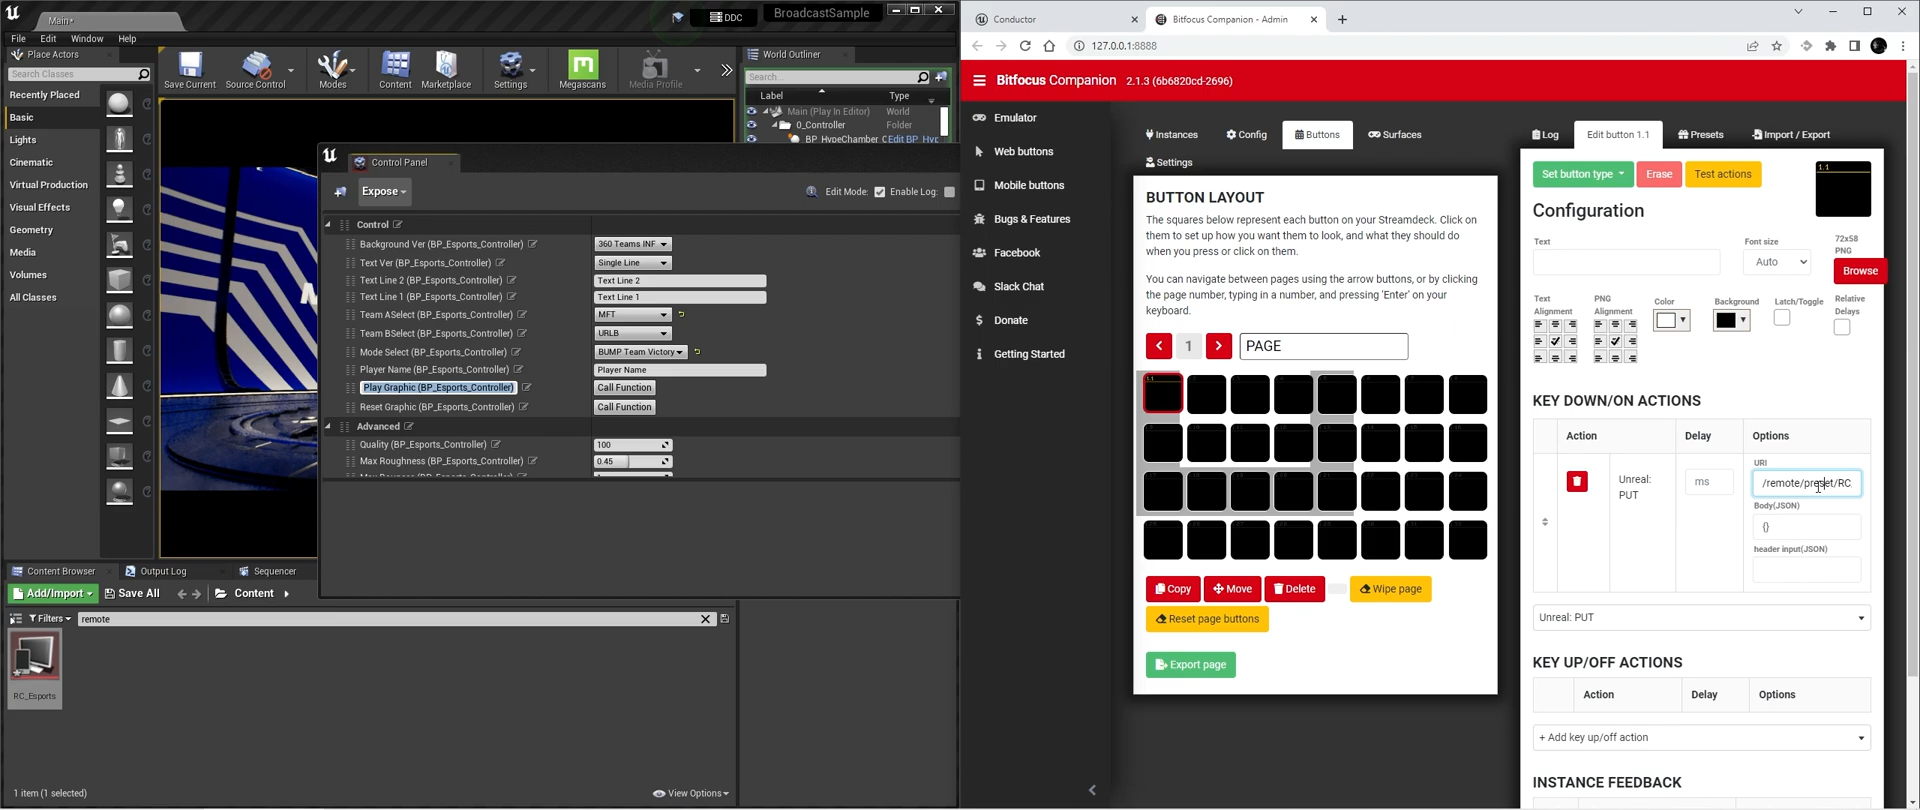 Main*
DDC
BroadcastSample
File Edit Window Help
Place Actors
Search Classes
Recently Placed
Basic
Lights
Cinematic
Virtual Production
Visual Effects
Geometry
Media
Volumes
All Classes
Save Current
Source Control
Modes
Content
Marketplace
Settings
Megascans
Media Profile
World Outliner
Search...
Label Type
Main (Play In Editor) World
0_Controller Folder
BP_HypeChamber_C Edit BP_Hyp
Control Panel
Expose
Edit Mode: Enable Log:
Control
Background Ver (BP_Esports_Controller) 360 Teams INF
Text Ver (BP_Esports_Controller) Single Line
Text Line 2 (BP_Esports_Controller) Text Line 2
Text Line 1 (BP_Esports_Controller) Text Line 1
Team ASelect (BP_Esports_Controller) MFT
Team BSelect (BP_Esports_Controller) URLB
Mode Select (BP_Esports_Controller) BUMP Team Victory
Player Name (BP_Esports_Controller) Player Name
Play Graphic (BP_Esports_Controller) Call Function
Reset Graphic (BP_Esports_Controller) Call Function
Advanced
Quality (BP_Esports_Controller) 100
Max Roughness (BP_Esports_Controller) 0.45
Content Browser
Output Log
Sequencer
Add/Import
Save All
Content
Filters
remote
RC_Esports
1 item (1 selected)
View Options
Conductor
Bitfocus Companion - Admin
127.0.0.1:8888
Bitfocus Companion 2.1.3 (6b6820cd-2696)
Emulator
Web buttons
Mobile buttons
Bugs & Features
Facebook
Slack Chat
Donate
Getting Started
Instances
Config
Buttons
Surfaces
Settings
BUTTON LAYOUT
The squares below represent each button on your Streamdeck. Click on
them to set up how you want them to look, and what they should do
when you press or click on them.
You can navigate between pages using the arrow buttons, or by clicking
the page number, typing in a number, and pressing 'Enter' on your
keyboard.
1
PAGE
Copy
Move
Delete
Wipe page
Reset page buttons
Export page
Log
Edit button 1.1
Presets
Import / Export
Set button type
Erase
Test actions
1.1
Configuration
Text
Font size
Auto
72x58
PNG
Browse
Text
Alignment
PNG
Alignment
Color
Background
Latch/Toggle
Relative
Delays
KEY DOWN/ON ACTIONS
Action Delay Options
Unreal:
PUT
ms
URI
/remote/preset/RC
Body(JSON)
{}
header input(JSON)
Unreal: PUT
KEY UP/OFF ACTIONS
Action Delay Options
+ Add key up/off action
INSTANCE FEEDBACK